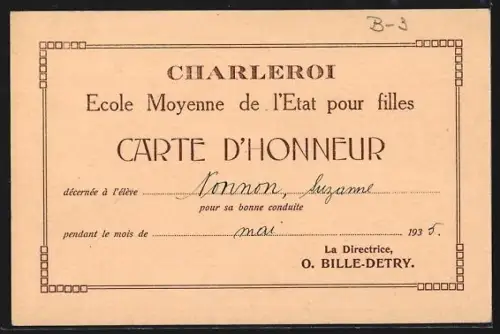 B-3
CHARLEROI
Ecole Moyenne de l'Etat pour filles
CARTE D'HONNEUR
décernée à l'élève Vonnon, Suzanne
pour sa bonne conduite
pendant le mois de mai 1935.
La Directrice,
O. BILLE-DETRY.